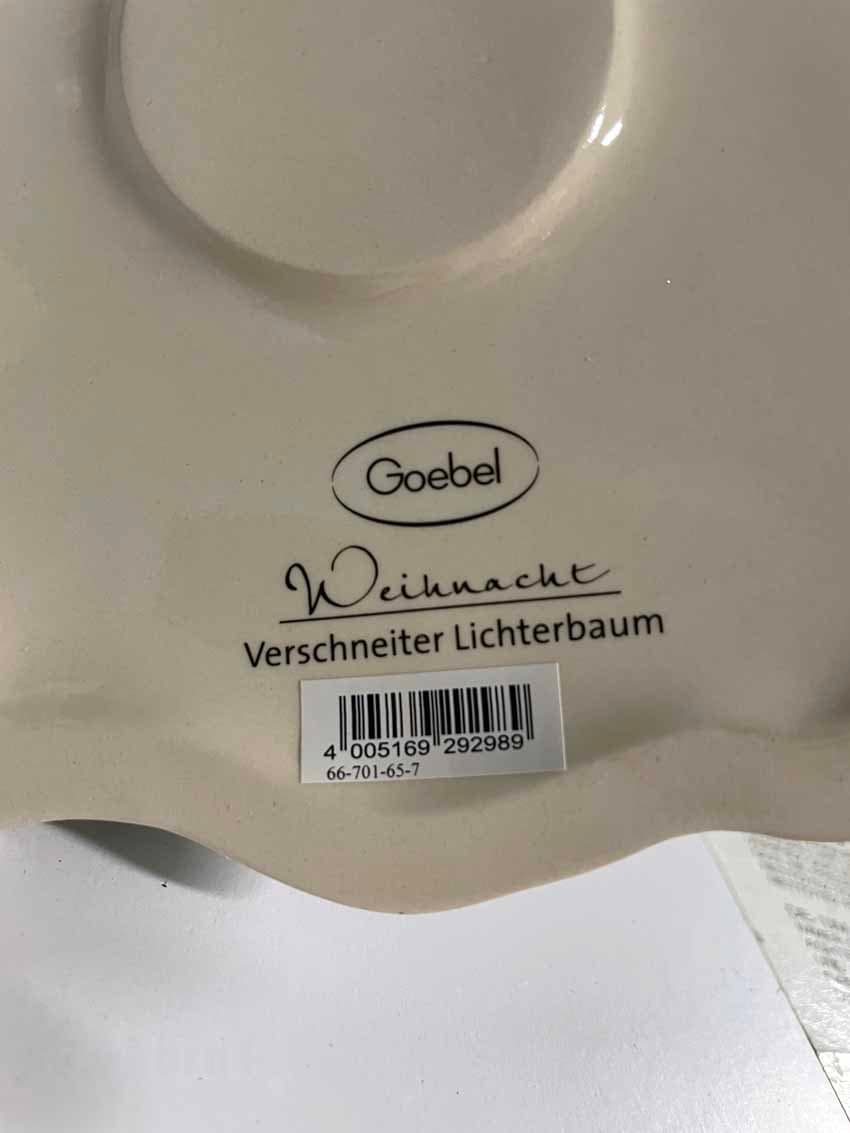 Goebel
Weihnacht
Verschneiter Lichterbaum
4 005169 292989
66-701-65-7